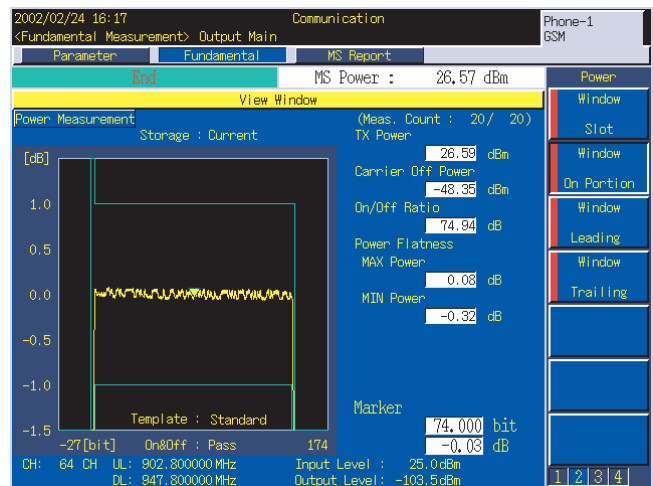 2002/02/24 16:17 Communication Phone-1
<Fundamental Measurement> Output Main GSM
Parameter Fundamental MS Report
End MS Power : 26.57 dBm Power
View Window
Window
Slot
Power Measurement (Meas. Count : 20/ 20)
Storage : Current TX Power
[dB] 26.59 dBm
Window
On Portion
Carrier Off Power
-48.35 dBm
1.0 On/Off Ratio
74.94 dB
Window
Leading
0.5 Power Flatness
MAX Power
0.08 dB
Window
Trailing
0.0 MIN Power
-0.32 dB
-0.5
-1.0
Marker
Template : Standard 74.000 bit
-1.5
-27[bit] On&Off : Pass 174 -0.03 dB
CH: 64 CH UL: 902.800000MHz Input Level : 25.0dBm
DL: 947.800000MHz Output Level: -103.5dBm
1 2 3 4